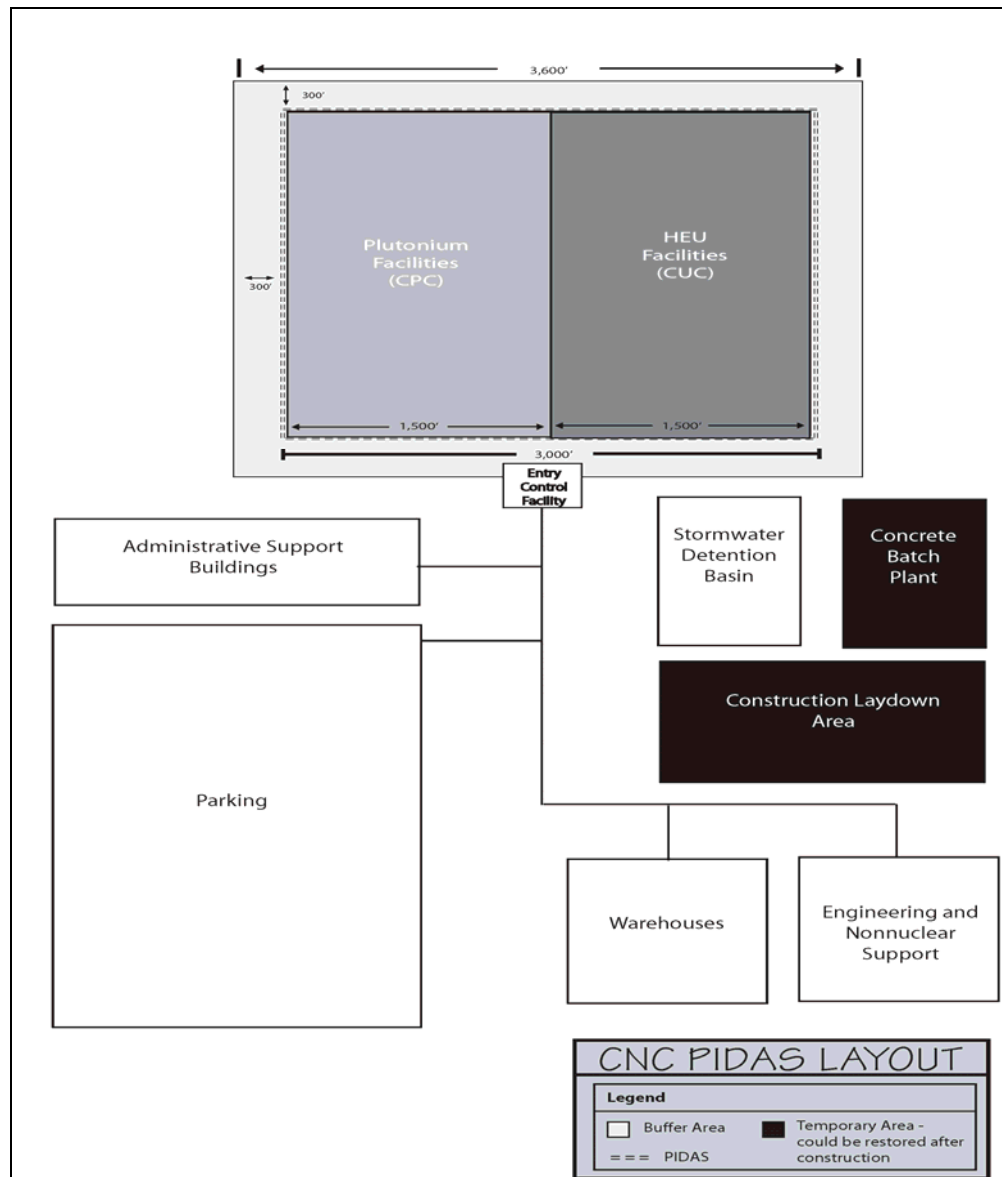 3,600'
300'
Plutonium
Facilities
(CPC)
HEU
Facilities
(CUC)
300'
1,500'
1,500'
3,000'
Entry
Control
Facility
Administrative Support
Buildings
Stormwater
Detention
Basin
Concrete
Batch
Plant
Construction Laydown
Area
Parking
Warehouses
Engineering and
Nonnuclear
Support
CNC PIDAS LAYOUT
Legend
Buffer Area
=== PIDAS
Temporary Area -
could be restored after
construction